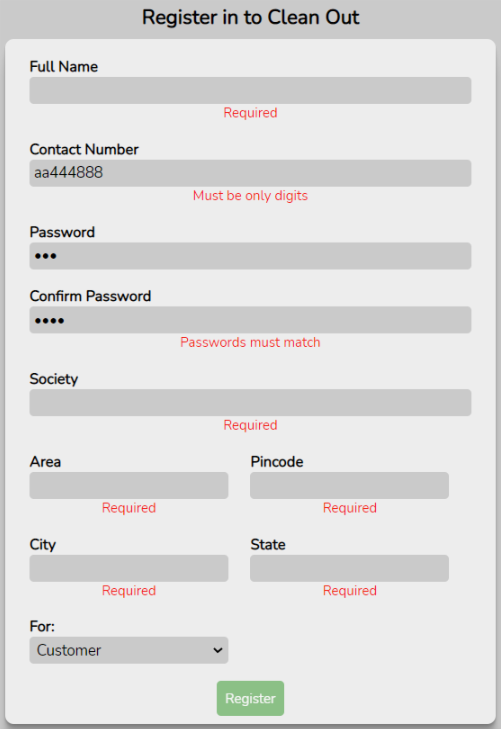 Register in to Clean Out
Full Name
Required
Contact Number
aa444888
Must be only digits
Password
•••
Confirm Password
••••
Passwords must match
Society
Required
Area Pincode
Required Required
City State
Required Required
For:
Customer
Register